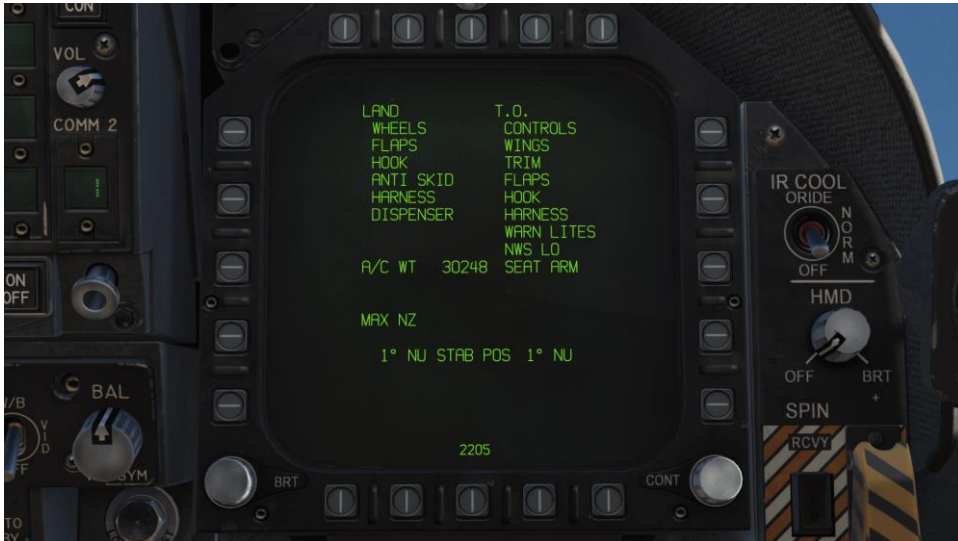 CON
VOL
COMM 2
ON
OFF
BAL
BRT
CONT
LAND T.O.
WHEELS CONTROLS
FLAPS WINGS
HOOK TRIM
ANTI SKID FLAPS
HARNESS HOOK
DISPENSER HARNESS
WARN LITES
NWS LO
A/C WT 30248 SEAT ARM
MAX NZ
1° NU STAB POS 1° NU
2205
IR COOL
ORIDE
NORM
OFF
HMD
OFF BRT
SPIN
RCVY